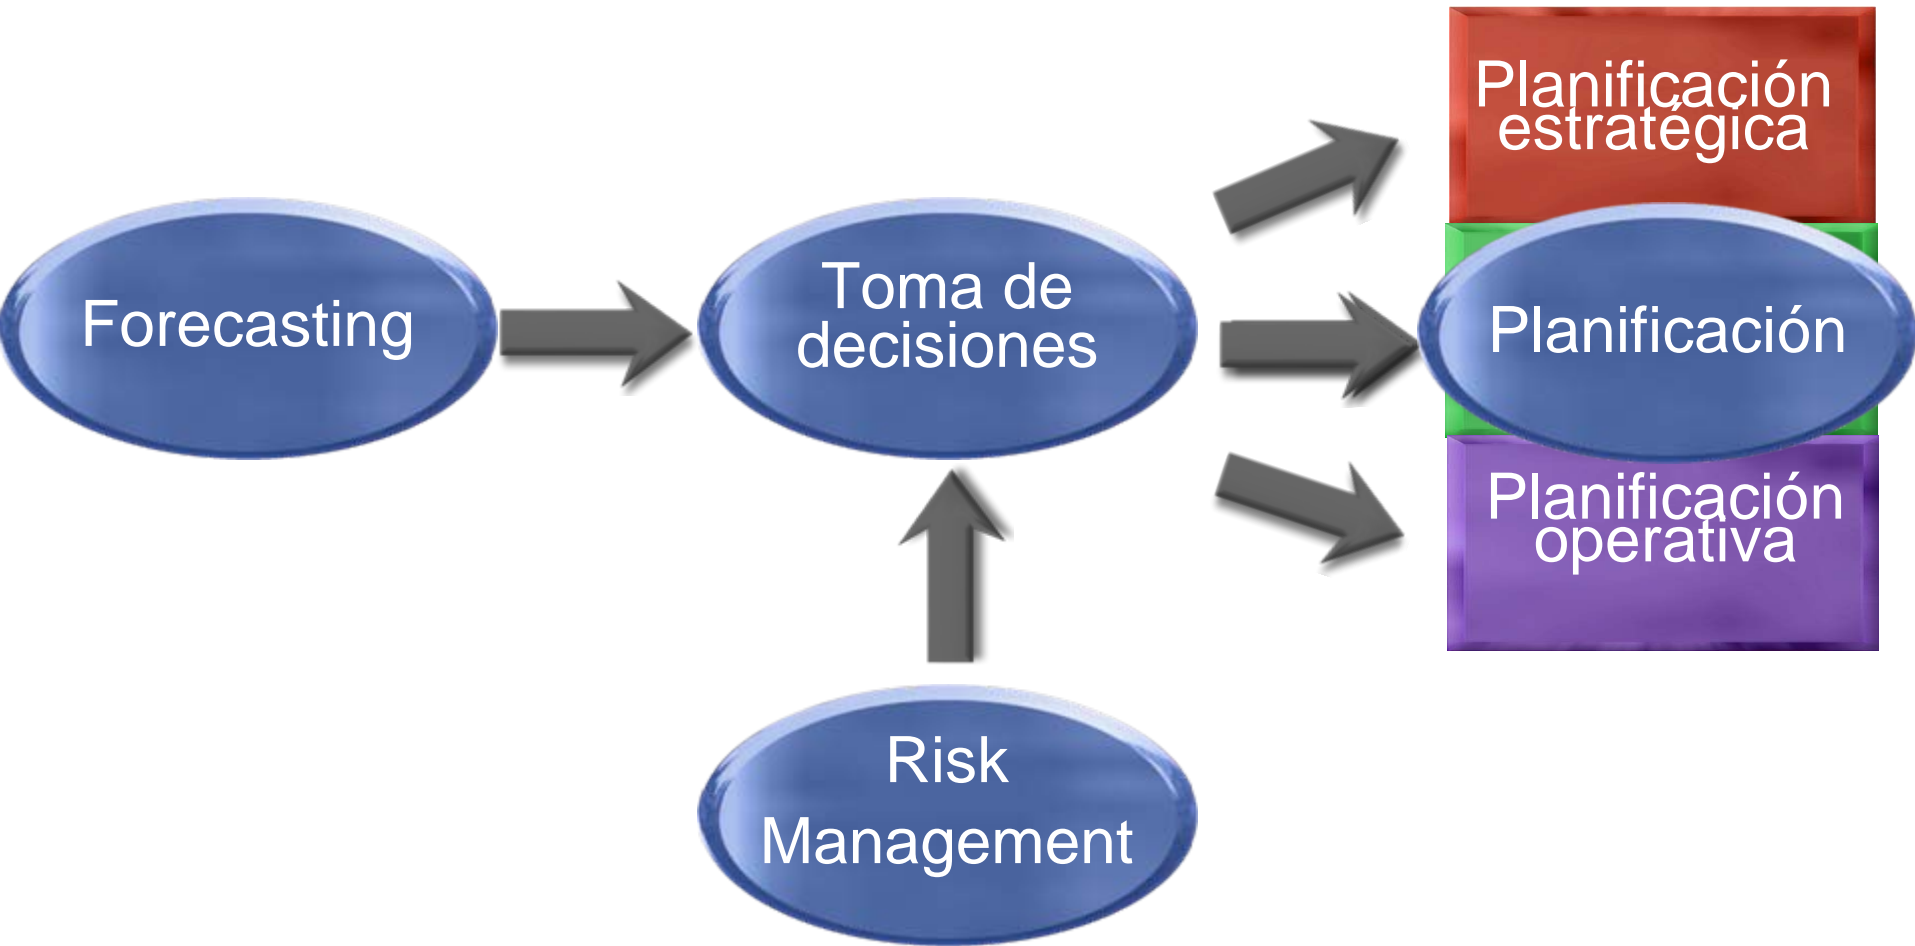 Forecasting
Toma de
decisiones
Risk
Management
Planificación
estratégica
Planificación
Planificación
operativa